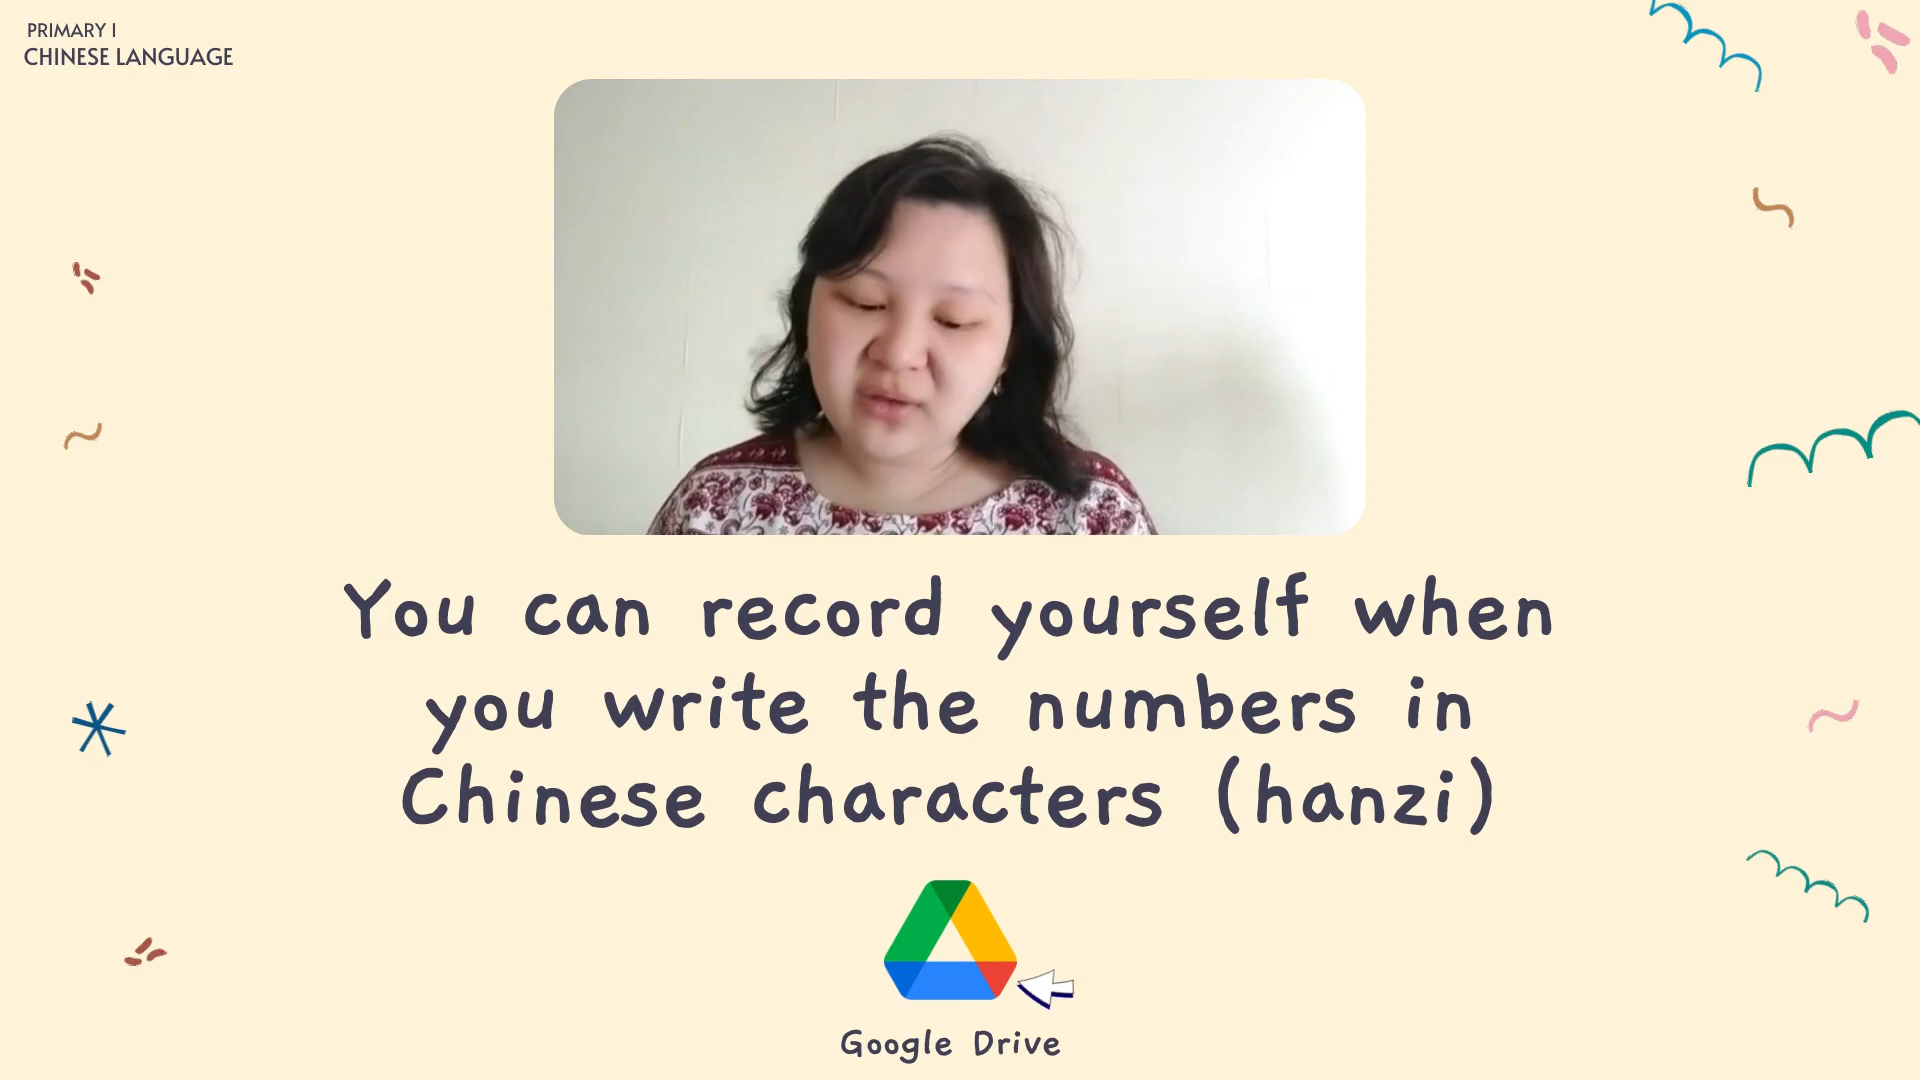 PRIMARY I
CHINESE LANGUAGE
You can record yourself when
you write the numbers in
Chinese characters (hanzi)
Google Drive